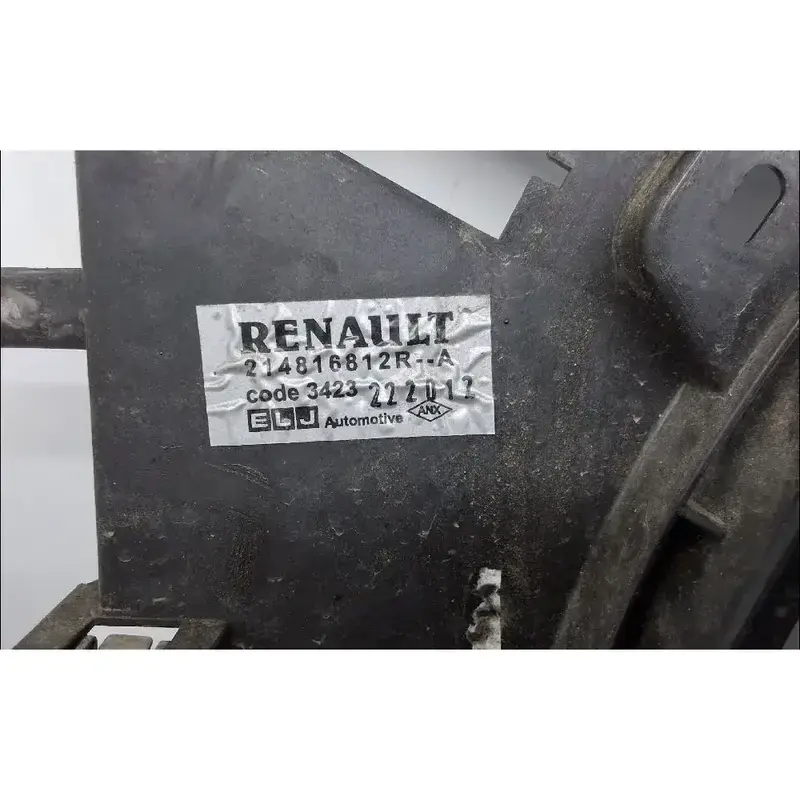 RENAULT
214816812R--A
code 3423 222012
ELJ Automotive ANX